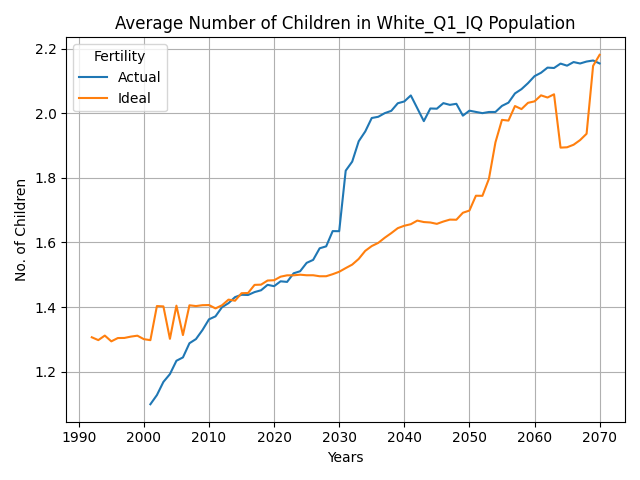 Average Number of Children in White_Q1_IQ Population
Fertility
Actual
Ideal
No. of Children
2.2
2.0
1.8
1.6
1.4
1.2
1990 2000 2010 2020 2030 2040 2050 2060 2070
Years